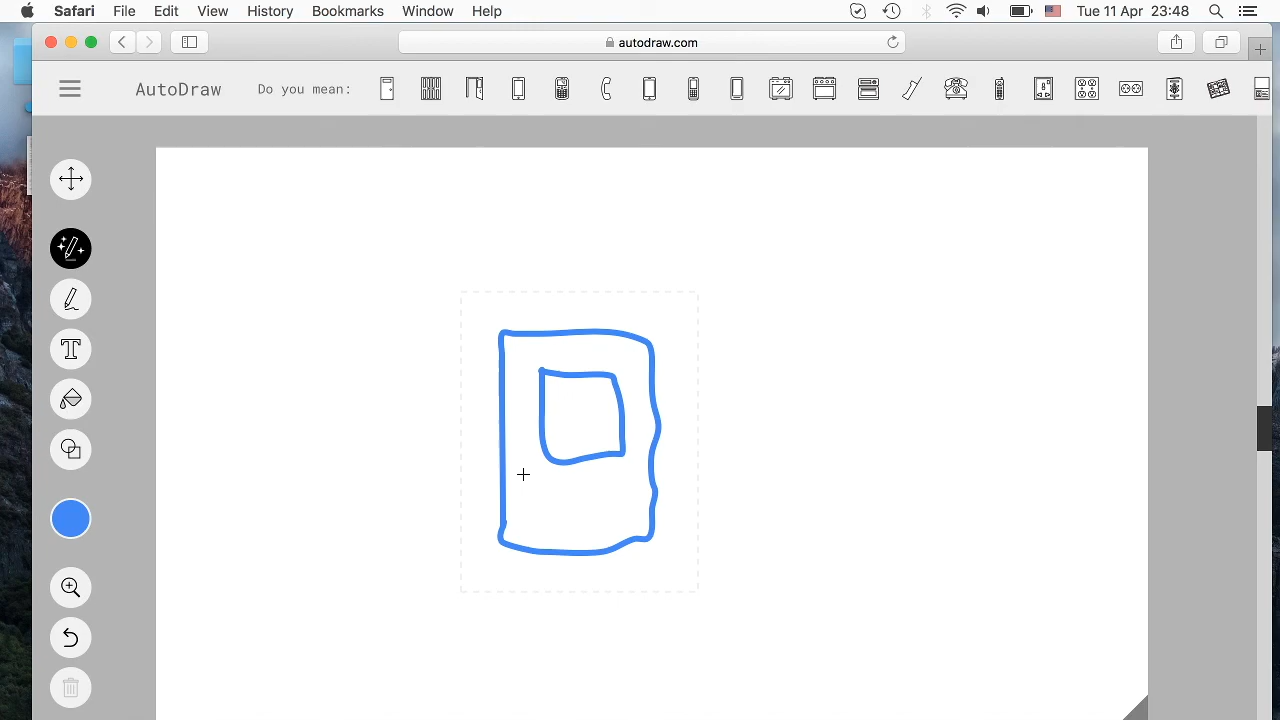 Safari File Edit View History Bookmarks Window Help Tue 11 Apr 23:48
autodraw.com
AutoDraw Do you mean:
T